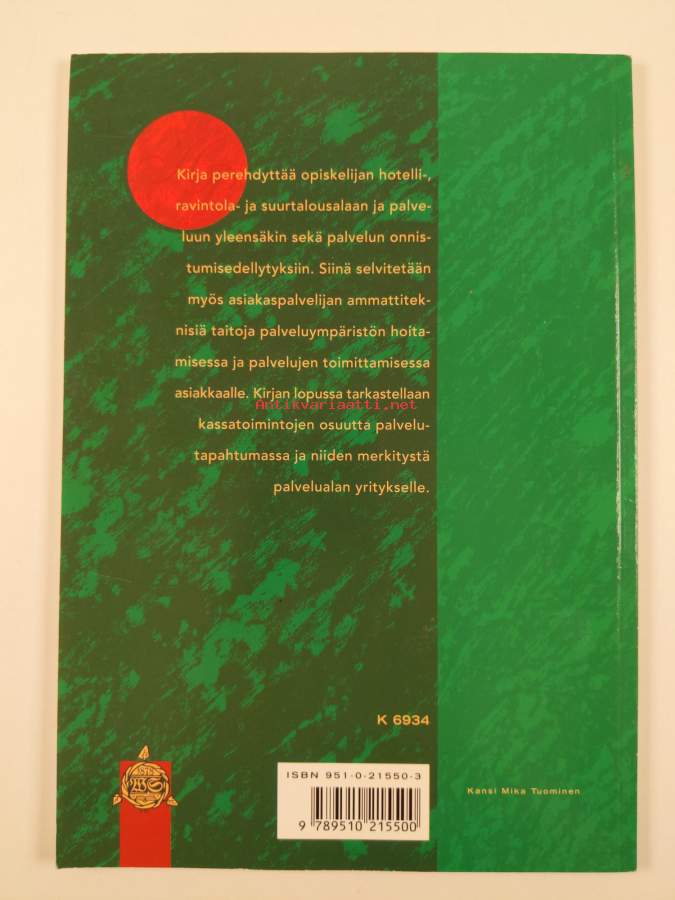 Kirja perehdyttää opiskelijan hotelli-,
ravintola- ja suurtalousalaan ja palve-
luun yleensäkin sekä palvelun onnis-
tumisedellytyksiin. Siinä selvitetään
myös asiakaspalvelijan ammattitek-
nisiä taitoja palveluympäristön hoita-
misessa ja palvelujen toimittamisessa
asiakkaalle. Kirjan lopussa tarkastellaan
Antikvariaatti.net
kassatoimintojen osuutta palvelu-
tapahtumassa ja niiden merkitystä
palvelualan yritykselle.
K 6934
ISBN 951-0-21550-3
9 789510 215500
Kansi Mika Tuominen